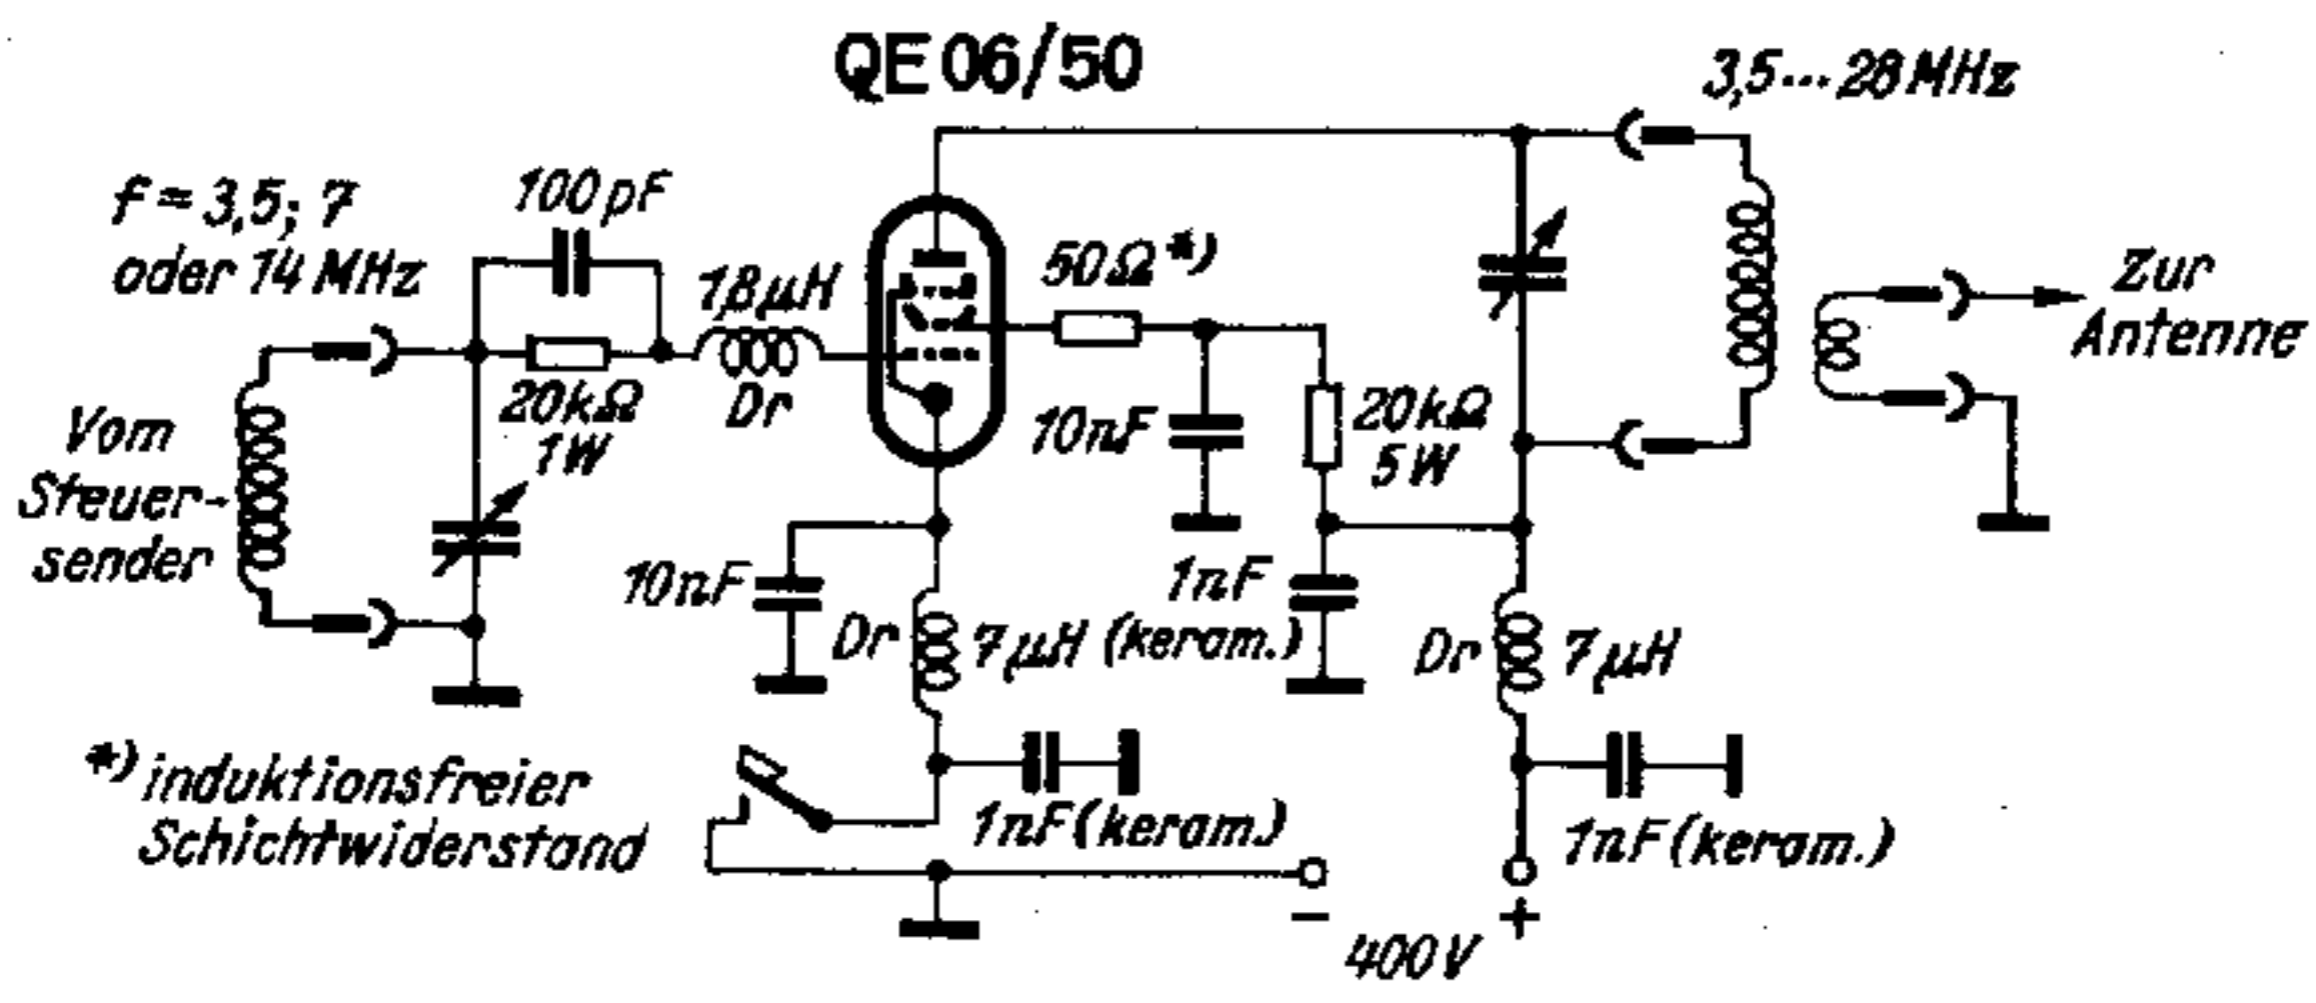 QE 06/50
3,5...28 MHz
f = 3,5; 7
oder 14 MHz
100 pF
1,8 µH
Dr
50 Ω *)
Zur
Antenne
20 kΩ
1W
Vom
Steuer-
sender
10 nF
20 kΩ
5 W
10 nF
Dr
7 µH
1 nF
(keram.)
Dr
7 µH
*) induktionsfreier
Schichtwiderstand
1 nF (keram.)
1 nF (keram.)
−
+
400 V